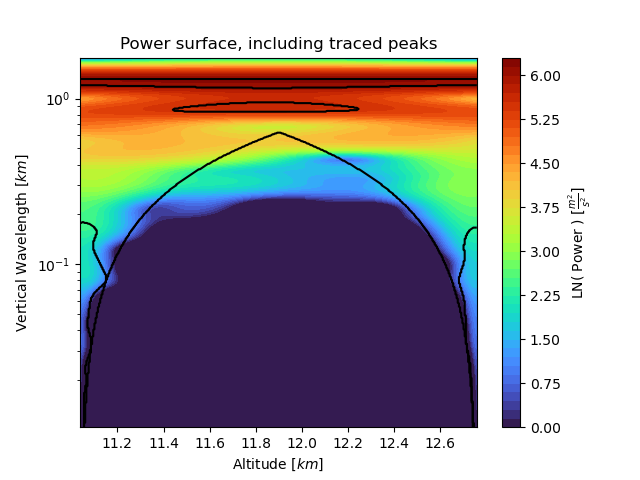 Power surface, including traced peaks
Vertical Wavelength [km]
10⁰
10⁻¹
11.2 11.4 11.6 11.8 12.0 12.2 12.4 12.6
Altitude [km]
6.00
5.25
4.50
3.75
3.00
2.25
1.50
0.75
0.00
LN( Power ) [m²/s²]